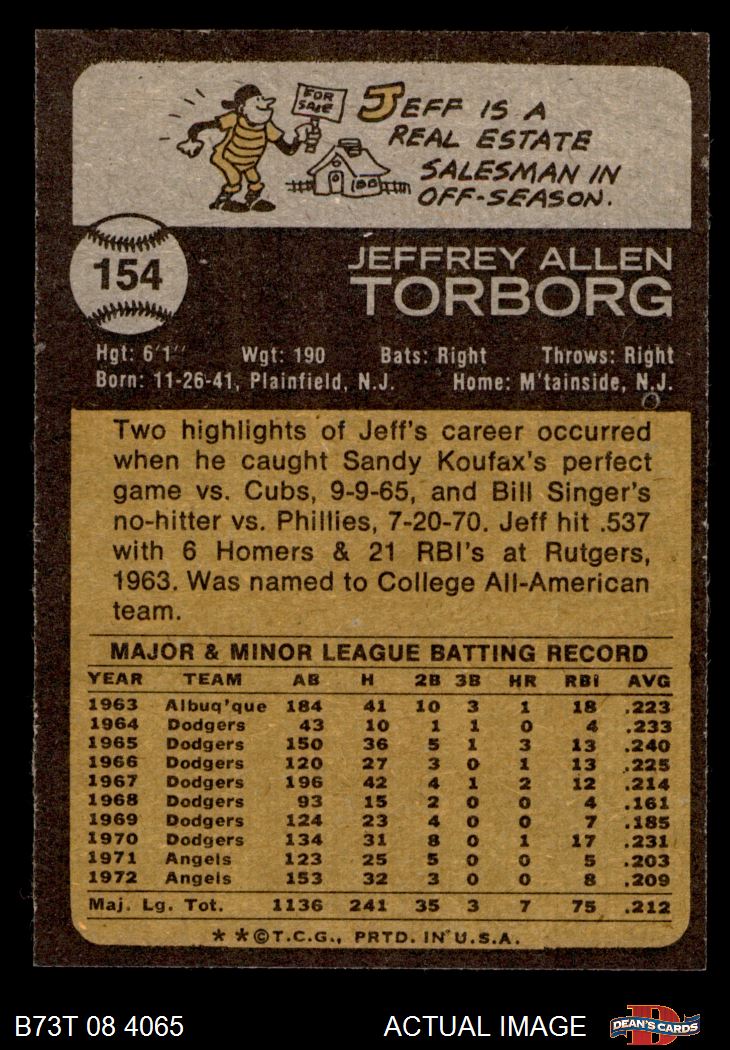 FOR SALE
JEFF IS A
REAL ESTATE
SALESMAN IN
OFF-SEASON.
154
JEFFREY ALLEN
TORBORG
Hgt: 6'1" Wgt: 190 Bats: Right Throws: Right
Born: 11-26-41, Plainfield, N.J. Home: M'tainside, N.J.
Two highlights of Jeff's career occurred
when he caught Sandy Koufax's perfect
game vs. Cubs, 9-9-65, and Bill Singer's
no-hitter vs. Phillies, 7-20-70. Jeff hit .537
with 6 Homers & 21 RBI's at Rutgers,
1963. Was named to College All-American
team.
MAJOR & MINOR LEAGUE BATTING RECORD
YEAR TEAM AB H 2B 3B HR RBI AVG
1963 Albuq'que 184 41 10 3 1 18 .223
1964 Dodgers 43 10 1 1 0 4 .233
1965 Dodgers 150 36 5 1 3 13 .240
1966 Dodgers 120 27 3 0 1 13 .225
1967 Dodgers 196 42 4 1 2 12 .214
1968 Dodgers 93 15 2 0 0 4 .161
1969 Dodgers 124 23 4 0 0 7 .185
1970 Dodgers 134 31 8 0 1 17 .231
1971 Angels 123 25 5 0 0 5 .203
1972 Angels 153 32 3 0 0 8 .209
Maj. Lg. Tot. 1136 241 35 3 7 75 .212
* * © T.C.G., PRTD. IN U.S.A.
B73T 08 4065 ACTUAL IMAGE D DEAN'S CARDS